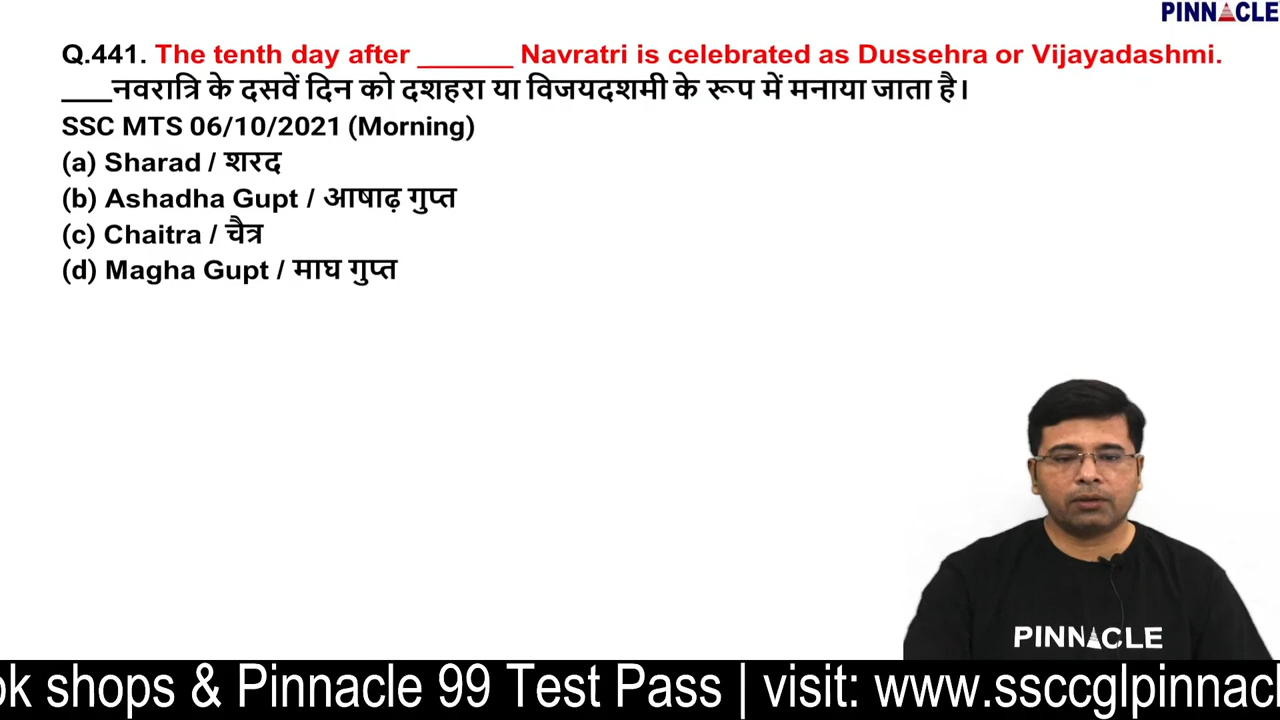 PINNACLE
Q.441. The tenth day after ______ Navratri is celebrated as Dussehra or Vijayadashmi.
____नवरात्रि के दसवें दिन को दशहरा या विजयदशमी के रूप में मनाया जाता है।
SSC MTS 06/10/2021 (Morning)
(a) Sharad / शरद
(b) Ashadha Gupt / आषाढ़ गुप्त
(c) Chaitra / चैत्र
(d) Magha Gupt / माघ गुप्त
PINNACLE
ok shops & Pinnacle 99 Test Pass | visit: www.ssccglpinnacl